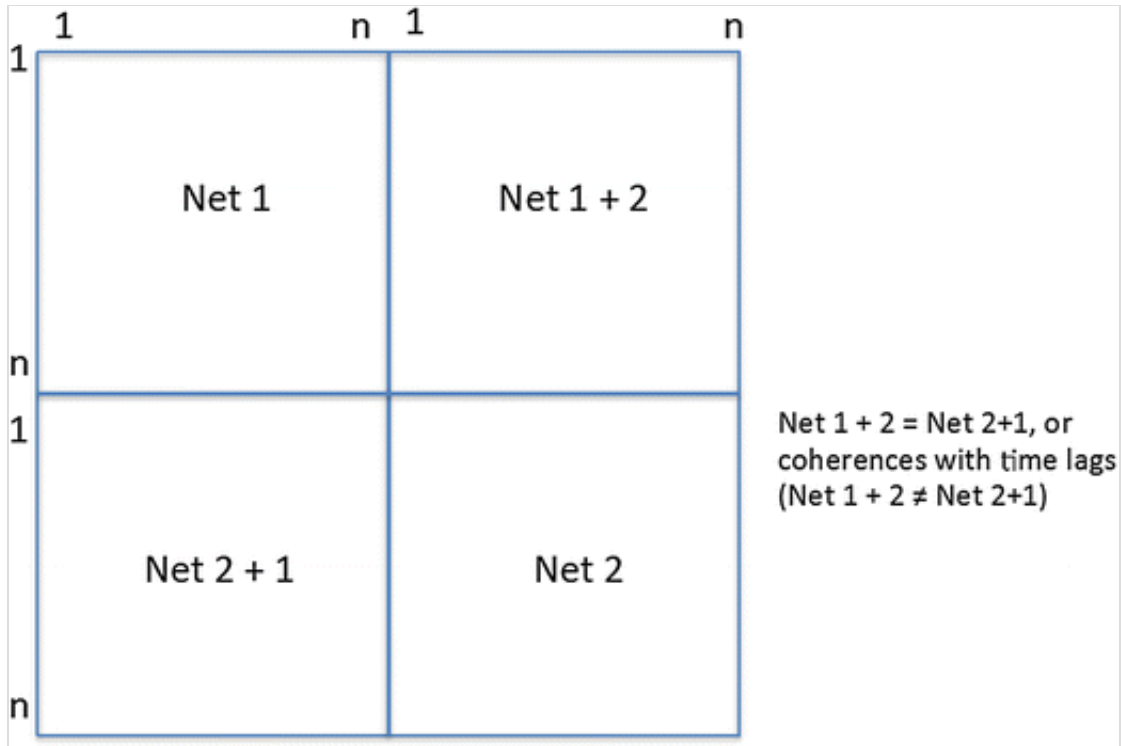 1 n 1 n
1
Net 1 Net 1 + 2
n
1
Net 1 + 2 = Net 2+1, or
coherences with time lags
(Net 1 + 2 ≠ Net 2+1)
Net 2 + 1 Net 2
n